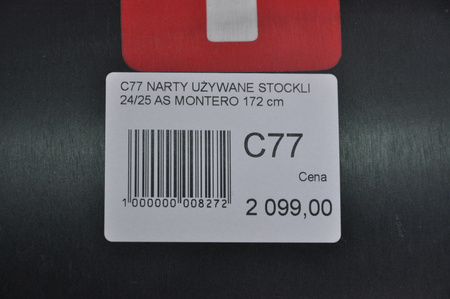 C77 NARTY UŻYWANE STOCKLI
24/25 AS MONTERO 172 cm
C77
Cena
1 000000 008272
2 099,00